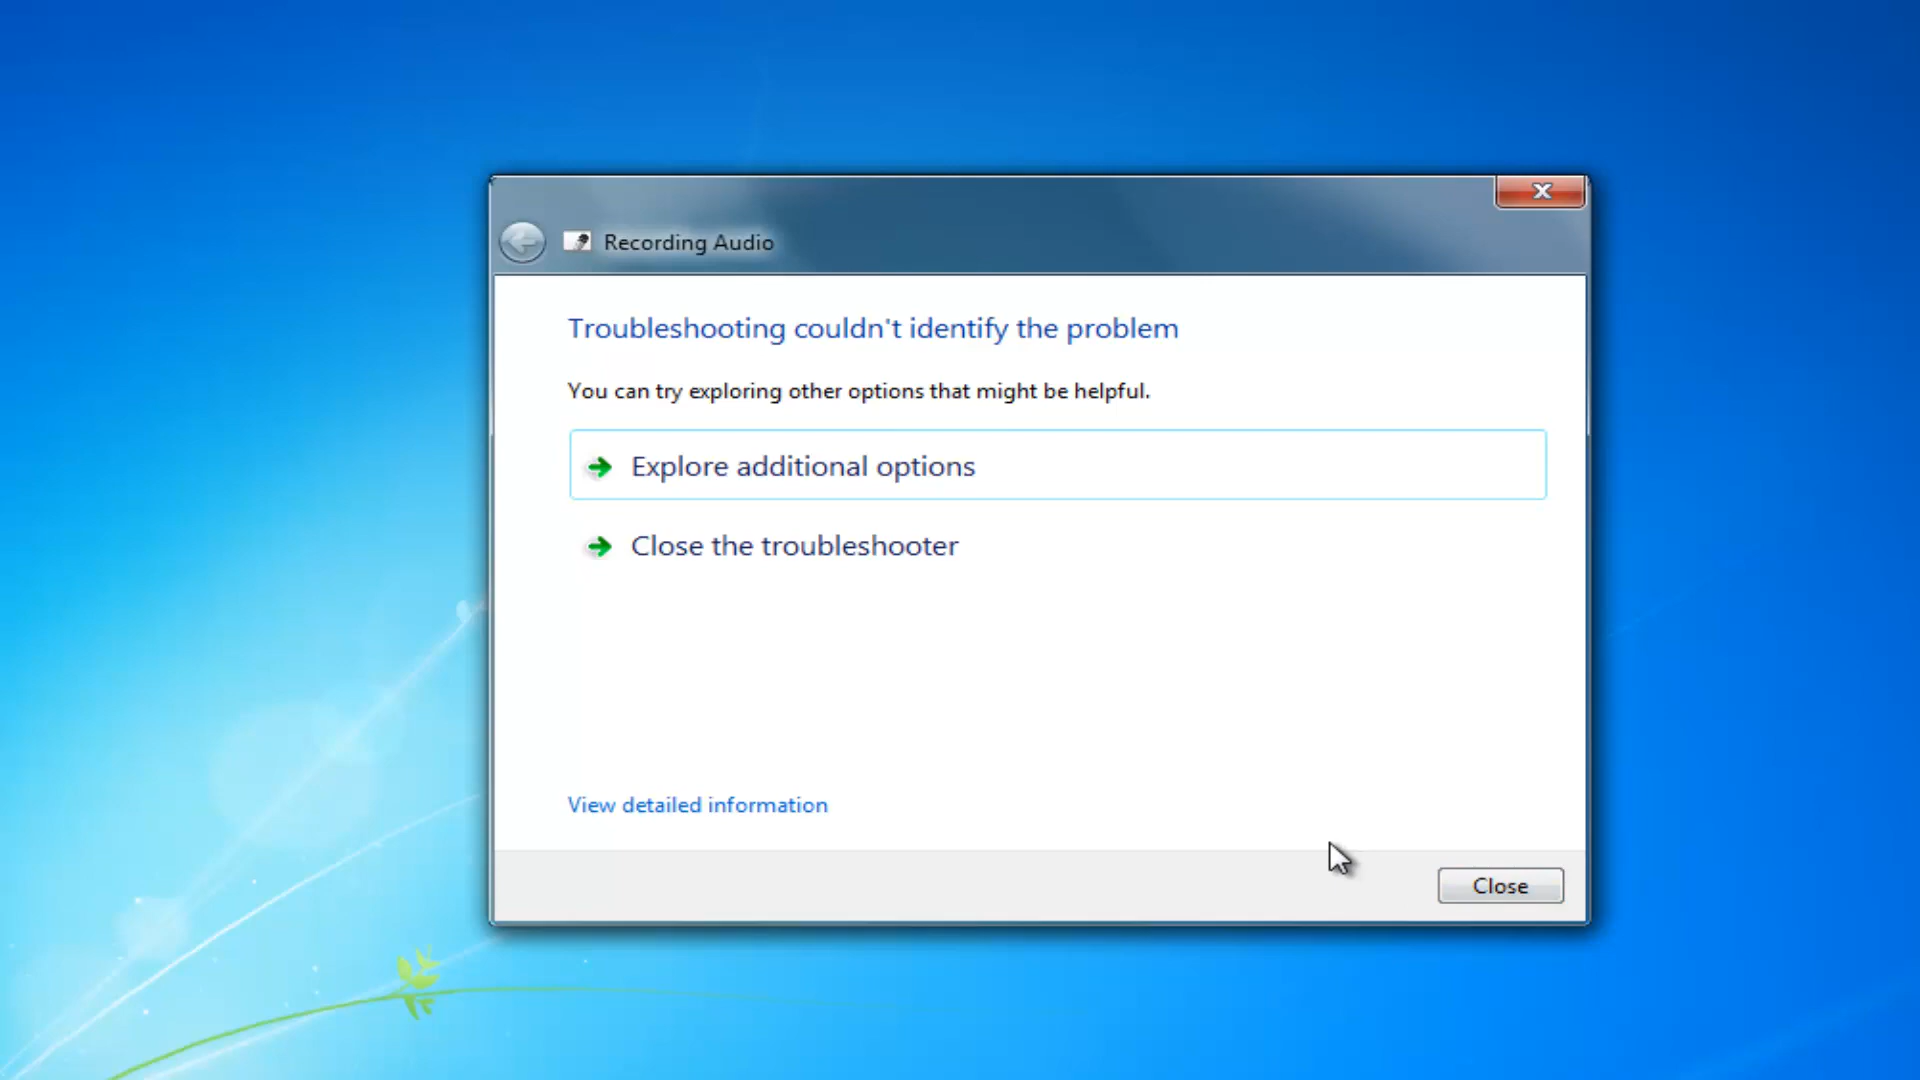 Recording Audio
Troubleshooting couldn't identify the problem
You can try exploring other options that might be helpful.
Explore additional options
Close the troubleshooter
View detailed information
Close